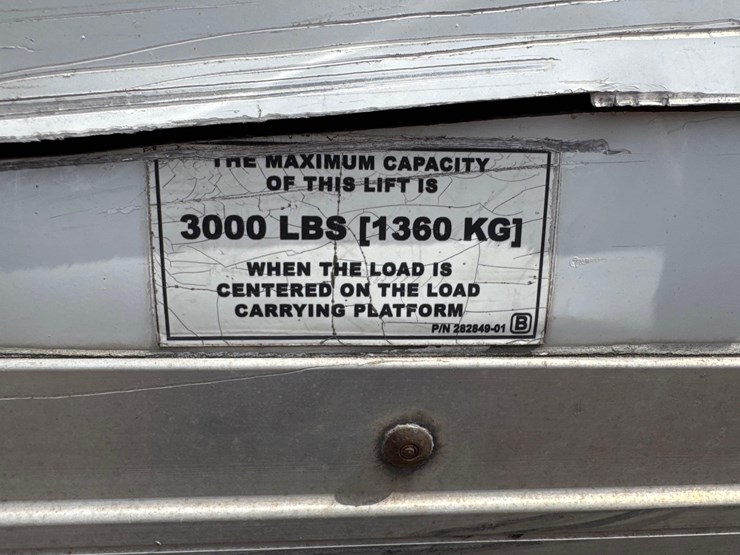 THE MAXIMUM CAPACITY
OF THIS LIFT IS
3000 LBS [1360 KG]
WHEN THE LOAD IS
CENTERED ON THE LOAD
CARRYING PLATFORM
P/N 282849-01 B